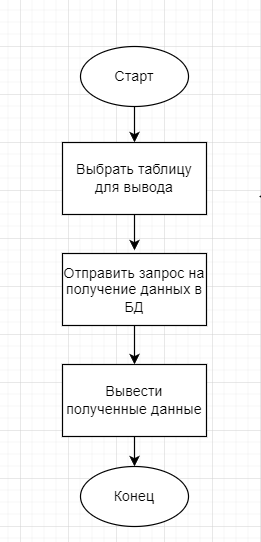 Старт
Выбрать таблицу
для вывода
Отправить запрос на
получение данных в
БД
Вывести
полученные данные
Конец